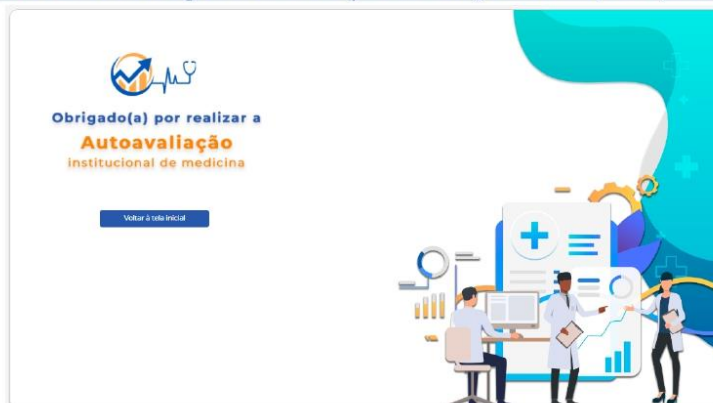 Obrigado(a) por realizar a
Autoavaliação
institucional de medicina
Voltar à tela inicial